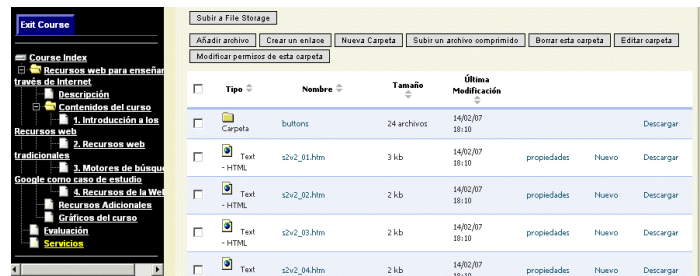 Exit Course
Course Index
Recursos web para enseñar
través de Internet
Descripción
Contenidos del curso
1. Introducción a los
Recursos web
2. Recursos web
tradicionales
3. Motores de búsque
Google como caso de estudio
4. Recursos de la Wel
Recursos Adicionales
Gráficos del curso
Evaluación
Servicios
Subir a File Storage
Añadir archivo Crear un enlace Nueva Carpeta Subir un archivo comprimido Borrar esta carpeta Editar carpeta
Modificar permisos de esta carpeta
Tipo Nombre Tamaño Última
Modificación
Carpeta buttons 24 archivos 14/02/07
18:10 Descargar
Text
- HTML s2v2_01.htm 3 kb 14/02/07
18:10 propiedades Nuevo Descargar
Text
- HTML s2v2_02.htm 2 kb 14/02/07
18:10 propiedades Nuevo Descargar
Text
- HTML s2v2_03.htm 2 kb 14/02/07
18:10 propiedades Nuevo Descargar
Text s2v2_04.htm 2 kb 14/02/07
propiedades Nuevo Descargar